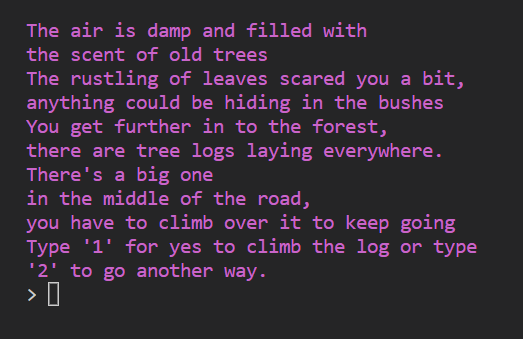 The air is damp and filled with
the scent of old trees
The rustling of leaves scared you a bit,
anything could be hiding in the bushes
You get further in to the forest,
there are tree logs laying everywhere.
There's a big one
in the middle of the road,
you have to climb over it to keep going
Type '1' for yes to climb the log or type
'2' to go another way.
>